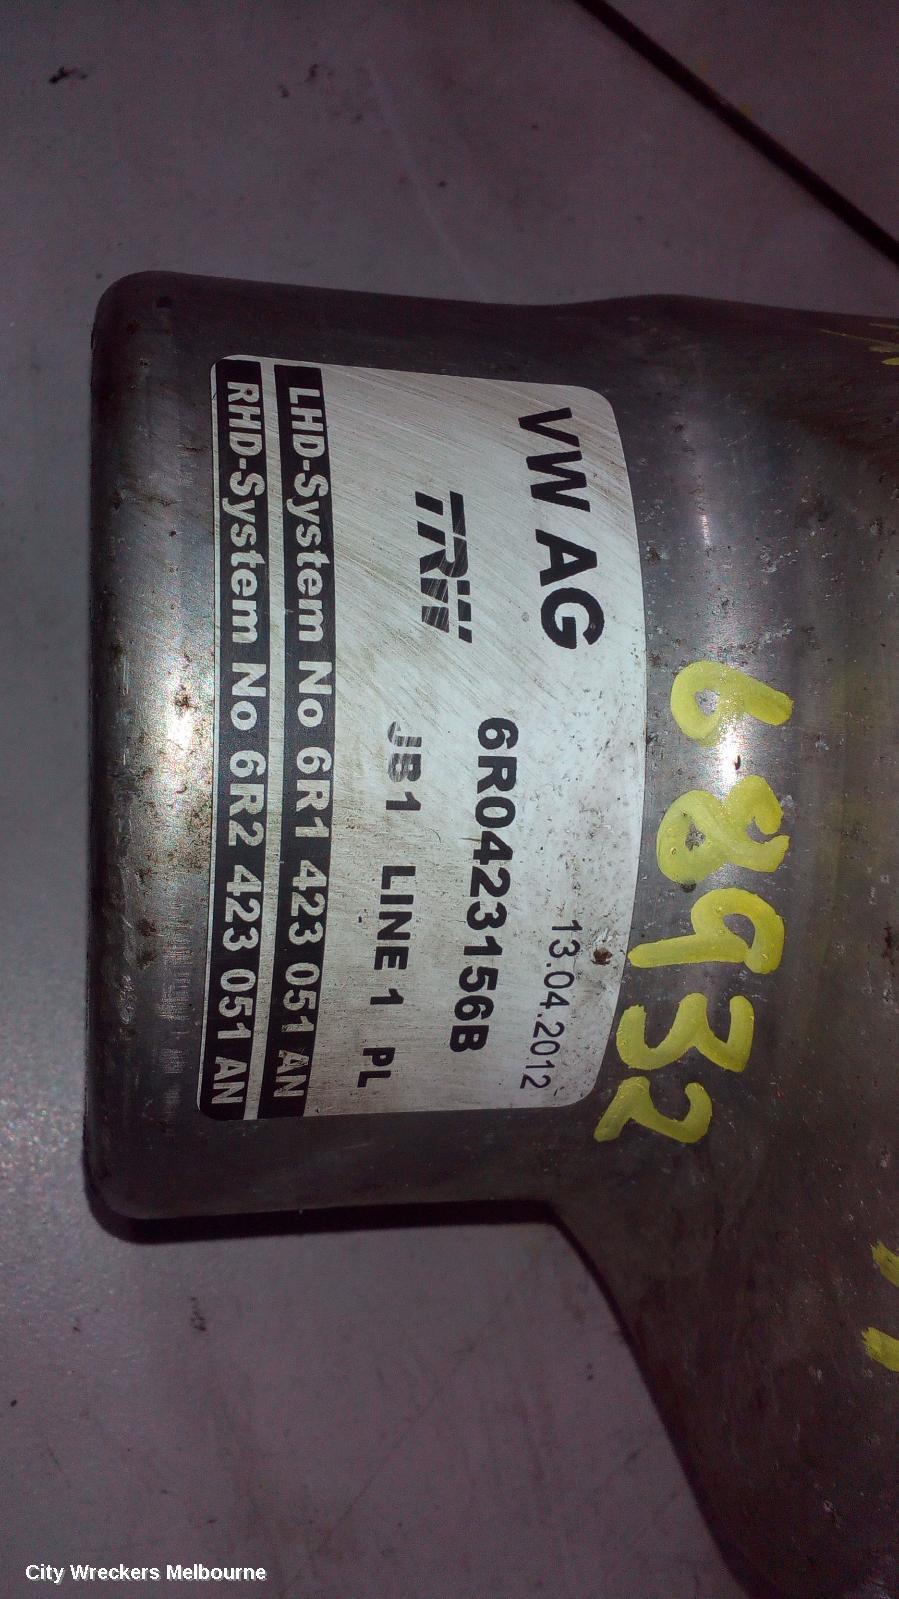 VW AG
13.04.2012
TRW
6R0423156B
JB1 LINE 1 PL
LHD-System No 6R1 423 051 AN
RHD-System No 6R2 423 051 AN
68932
City Wreckers Melbourne